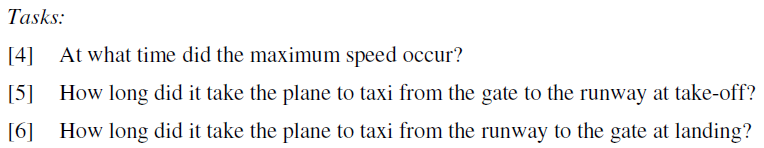 Tasks:
[4] At what time did the maximum speed occur?
[5] How long did it take the plane to taxi from the gate to the runway at take-off?
[6] How long did it take the plane to taxi from the runway to the gate at landing?